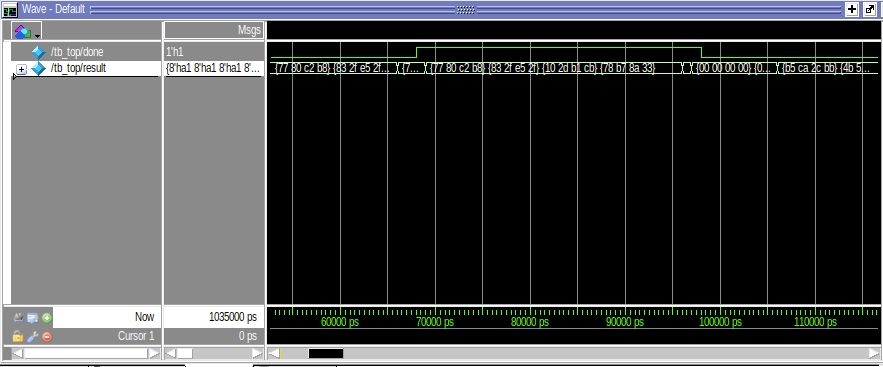 Wave - Default
Msgs
/tb_top/done 1'h1
/tb_top/result {8'ha1 8'ha1 8'ha1 8'... {77 80 c2 b8} {83 2f e5 2f... {7... {77 80 c2 b8} {83 2f e5 2f} {10 2d b1 cb} {78 b7 8a 33} {00 00 00 00} {0... {b5 ca 2c bb} {4b 5...
Now 1035000 ps 60000 ps 70000 ps 80000 ps 90000 ps 100000 ps 110000 ps
Cursor 1 0 ps